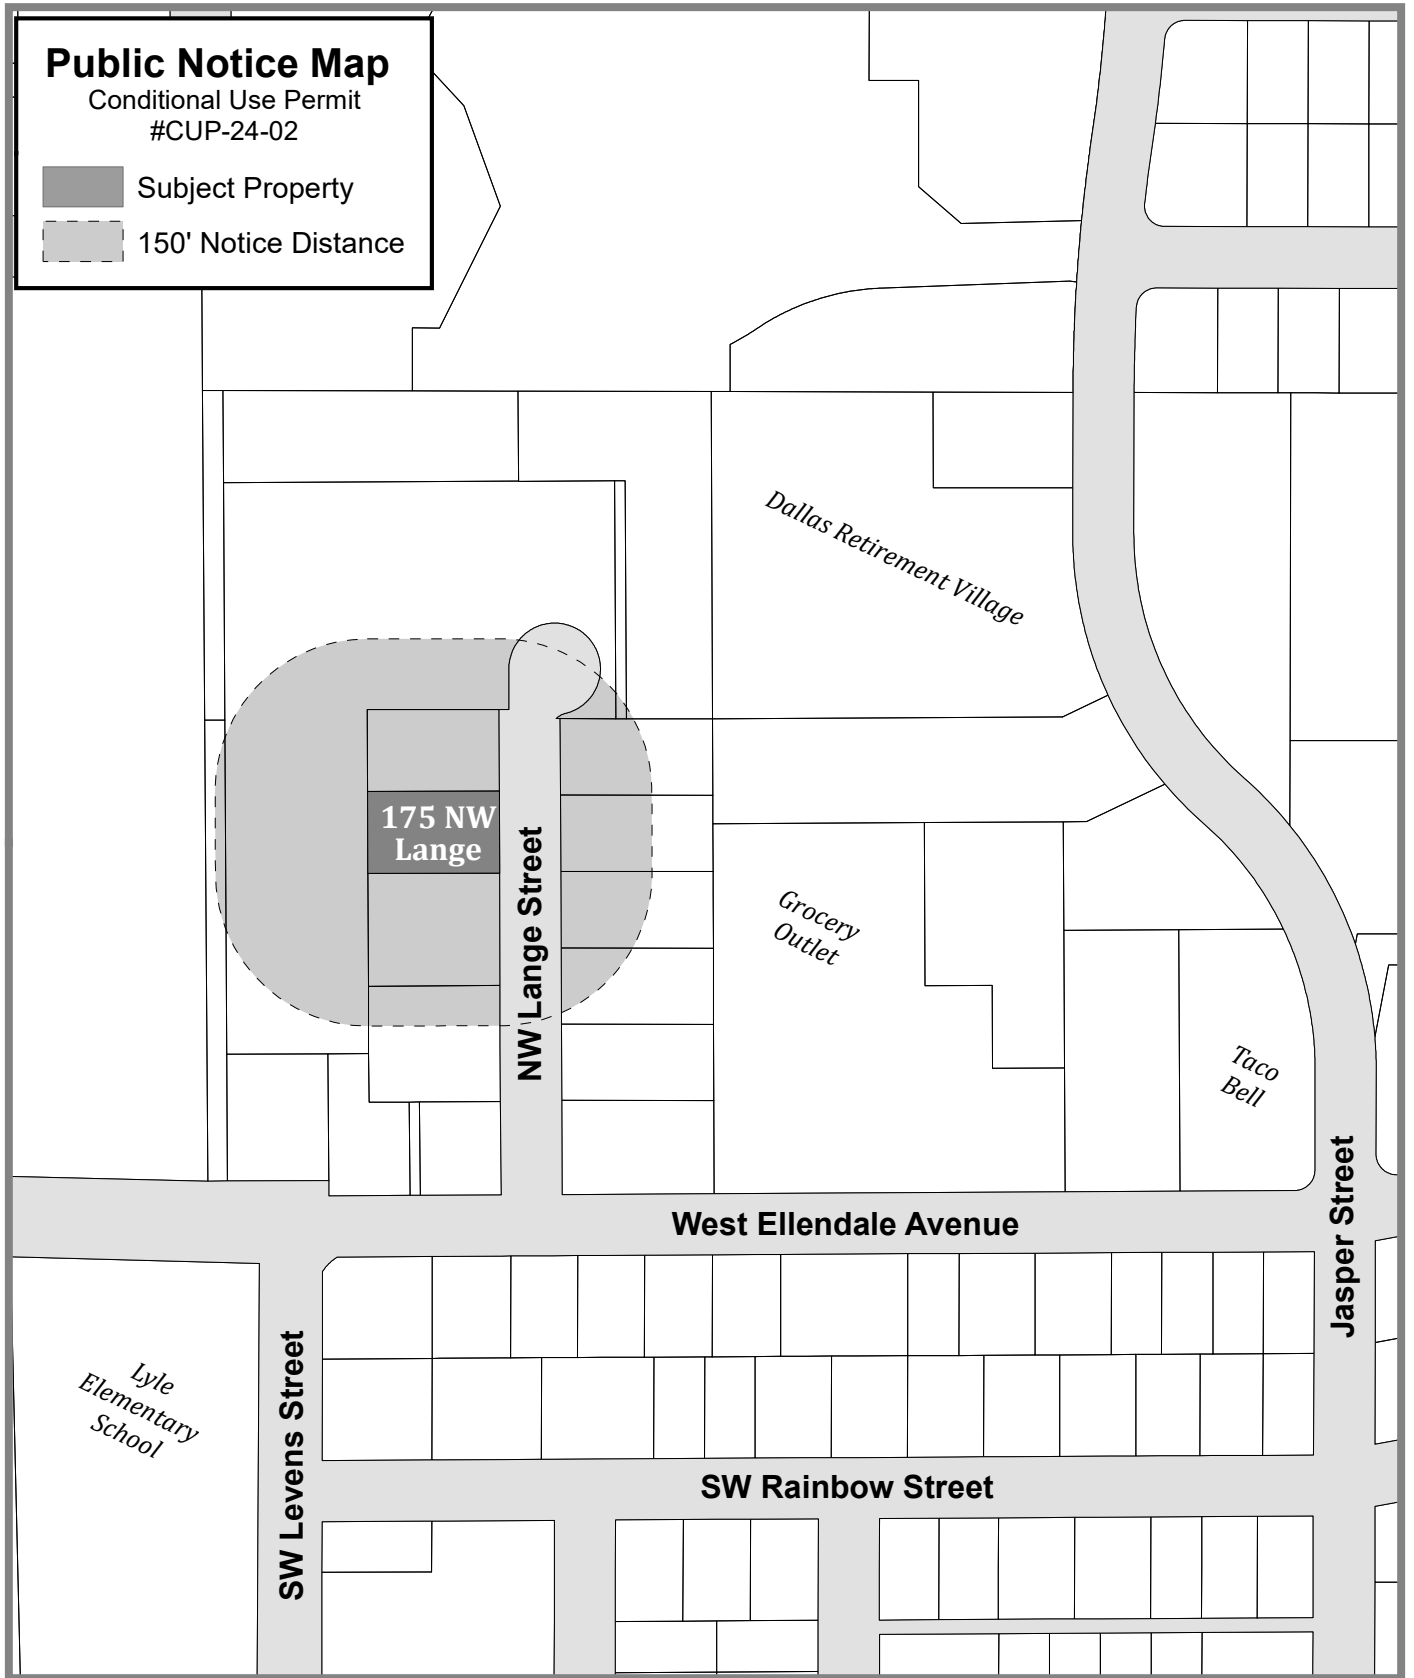 Public Notice Map
Conditional Use Permit
#CUP-24-02
Subject Property
150' Notice Distance
Dallas Retirement Village
175 NW
Lange
NW Lange Street
Grocery
Outlet
Taco
Bell
West Ellendale Avenue
Jasper Street
Lyle
Elementary
School
SW Levens Street
SW Rainbow Street